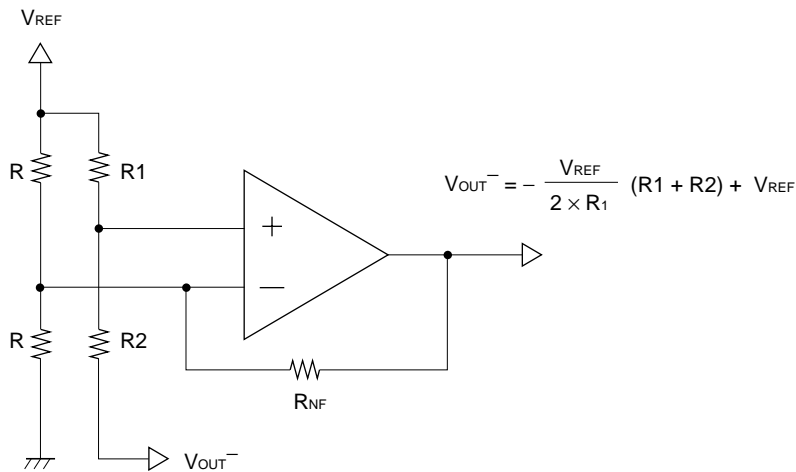 VREF
R
R1
VOUT– = – VREF / 2 × R1 (R1 + R2) + VREF
+
—
R
R2
RNF
VOUT–